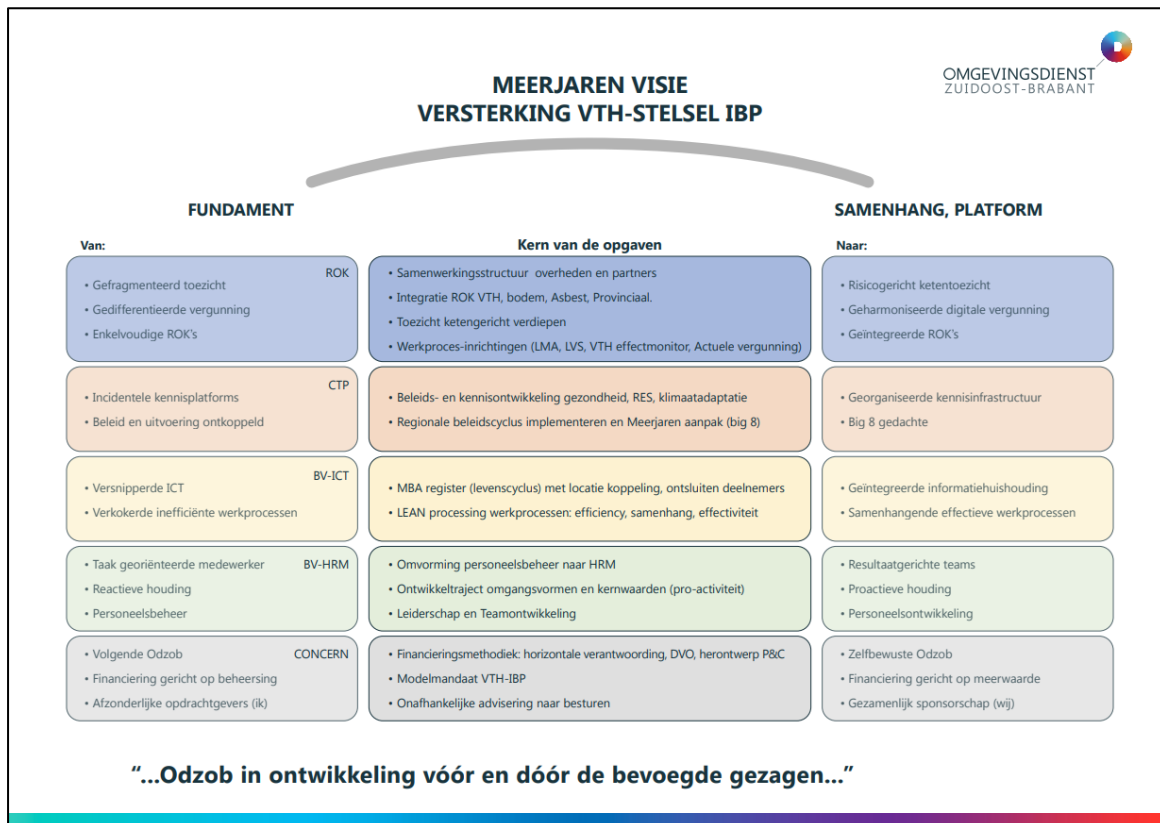 OMGEVINGSDIENST
ZUIDOOST-BRABANT
MEERJAREN VISIE
VERSTERKING VTH-STELSEL IBP
FUNDAMENT
SAMENHANG, PLATFORM
Van:
Kern van de opgaven
Naar:
ROK
• Gefragmenteerd toezicht
• Gedifferentieerde vergunning
• Enkelvoudige ROK's
• Samenwerkingsstructuur overheden en partners
• Integratie ROK VTH, bodem, Asbest, Provinciaal.
• Toezicht ketengericht verdiepen
• Werkproces-inrichtingen (LMA, LVS, VTH effectmonitor, Actuele vergunning)
• Risicogericht ketentoezicht
• Geharmoniseerde digitale vergunning
• Geïntegreerde ROK's
CTP
• Incidentele kennisplatforms
• Beleid en uitvoering ontkoppeld
• Beleids- en kennisontwikkeling gezondheid, RES, klimaatadaptatie
• Regionale beleidscyclus implementeren en Meerjaren aanpak (big 8)
• Georganiseerde kennisinfrastructuur
• Big 8 gedachte
BV-ICT
• Versnipperde ICT
• Verkokerde inefficiënte werkprocessen
• MBA register (levenscyclus) met locatie koppeling, ontsluiten deelnemers
• LEAN processing werkprocessen: efficiency, samenhang, effectiviteit
• Geïntegreerde informatiehuishouding
• Samenhangende effectieve werkprocessen
• Taak georiënteerde medewerker BV-HRM
• Reactieve houding
• Personeelsbeheer
• Omvorming personeelsbeheer naar HRM
• Ontwikkeltraject omgangsvormen en kernwaarden (pro-activiteit)
• Leiderschap en Teamontwikkeling
• Resultaatgerichte teams
• Proactieve houding
• Personeelsontwikkeling
• Volgende Odzob CONCERN
• Financiering gericht op beheersing
• Afzonderlijke opdrachtgevers (ik)
• Financieringsmethodiek: horizontale verantwoording, DVO, herontwerp P&C
• Modelmandaat VTH-IBP
• Onafhankelijke advisering naar besturen
• Zelfbewuste Odzob
• Financiering gericht op meerwaarde
• Gezamenlijk sponsorschap (wij)
“...Odzob in ontwikkeling vóór en dóór de bevoegde gezagen...”